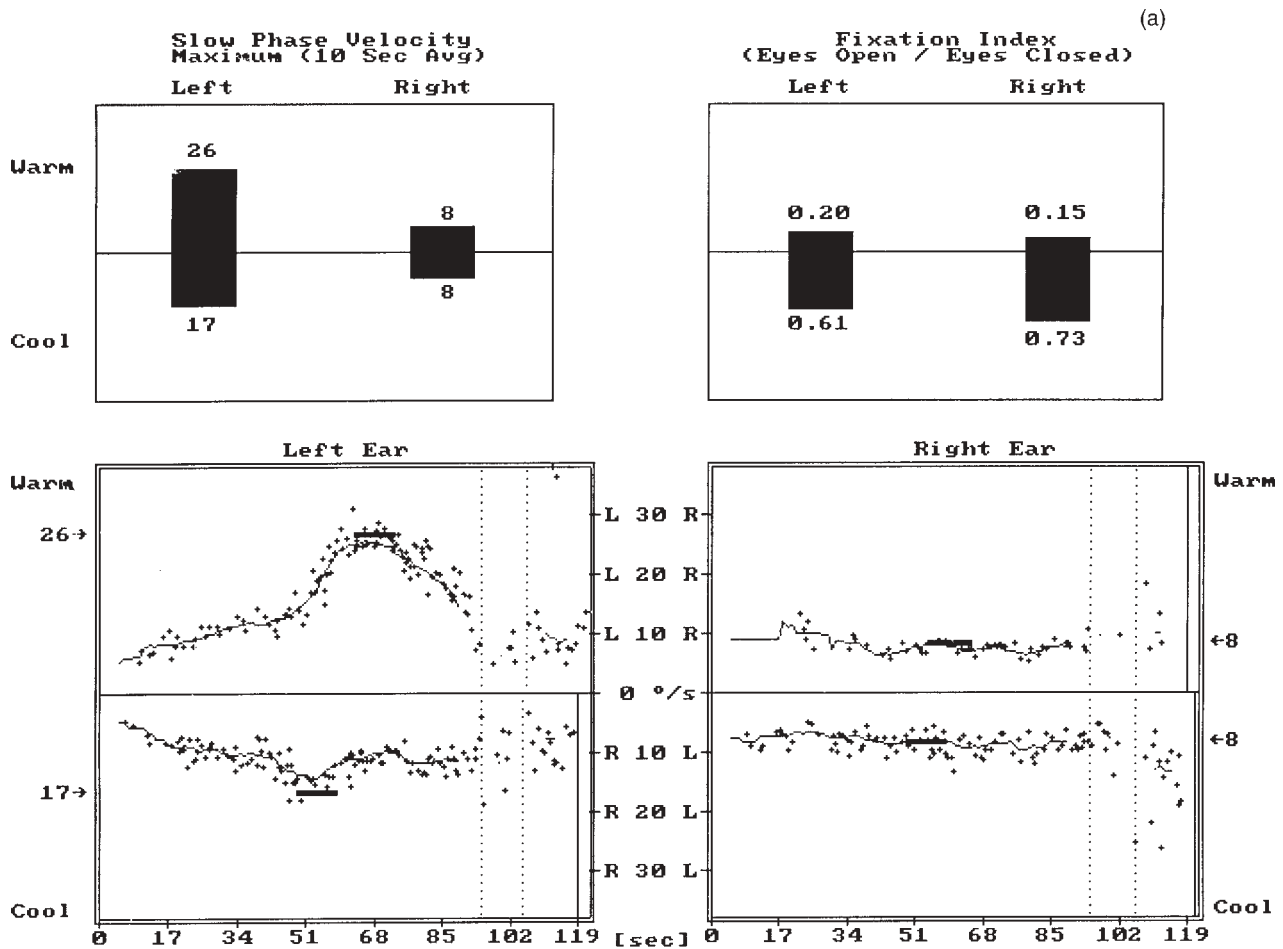 (a)
Slow Phase Velocity
Maximum (10 Sec Avg)
Left Right
Warm
26 8
17 8
Cool
Fixation Index
(Eyes Open / Eyes Closed)
Left Right
0.20 0.15
0.61 0.73
Left Ear
Right Ear
Warm
Warm
L 30 R
26→
L 20 R
L 10 R
←8
0 °/s
R 10 L
←8
17→
R 20 L
R 30 L
Cool
Cool
0 17 34 51 68 85 102 119 [sec] 0 17 34 51 68 85 102 119